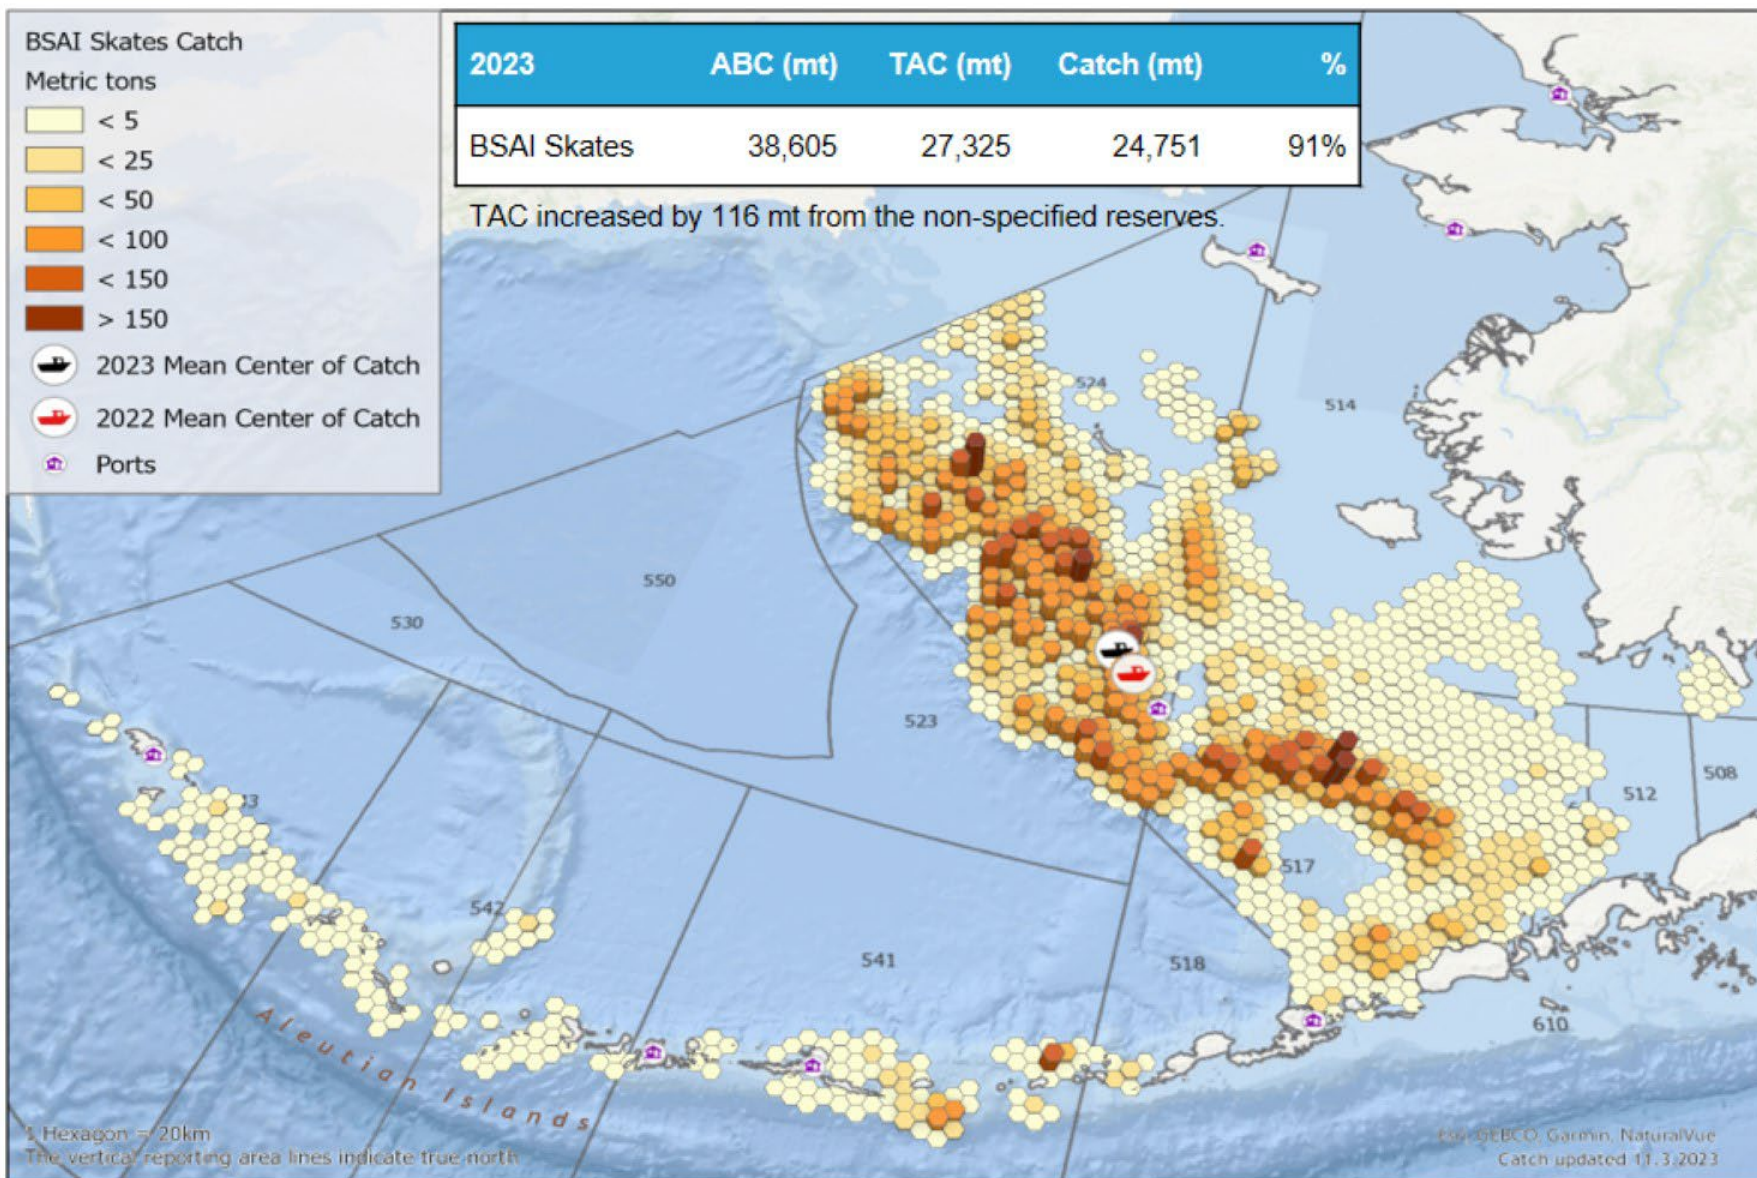 BSAI Skates Catch
Metric tons
< 5
< 25
< 50
< 100
< 150
> 150
2023 Mean Center of Catch
2022 Mean Center of Catch
Ports
2023 ABC (mt) TAC (mt) Catch (mt) %
BSAI Skates 38,605 27,325 24,751 91%
TAC increased by 116 mt from the non-specified reserves.
524
514
550
530
523
512
508
517
542
541
518
610
Aleutian Islands
1 Hexagon = 20km
The vertical reporting area lines indicate true north
Esri, GEBCO, Garmin, NaturalVue
Catch updated 11.3.2023